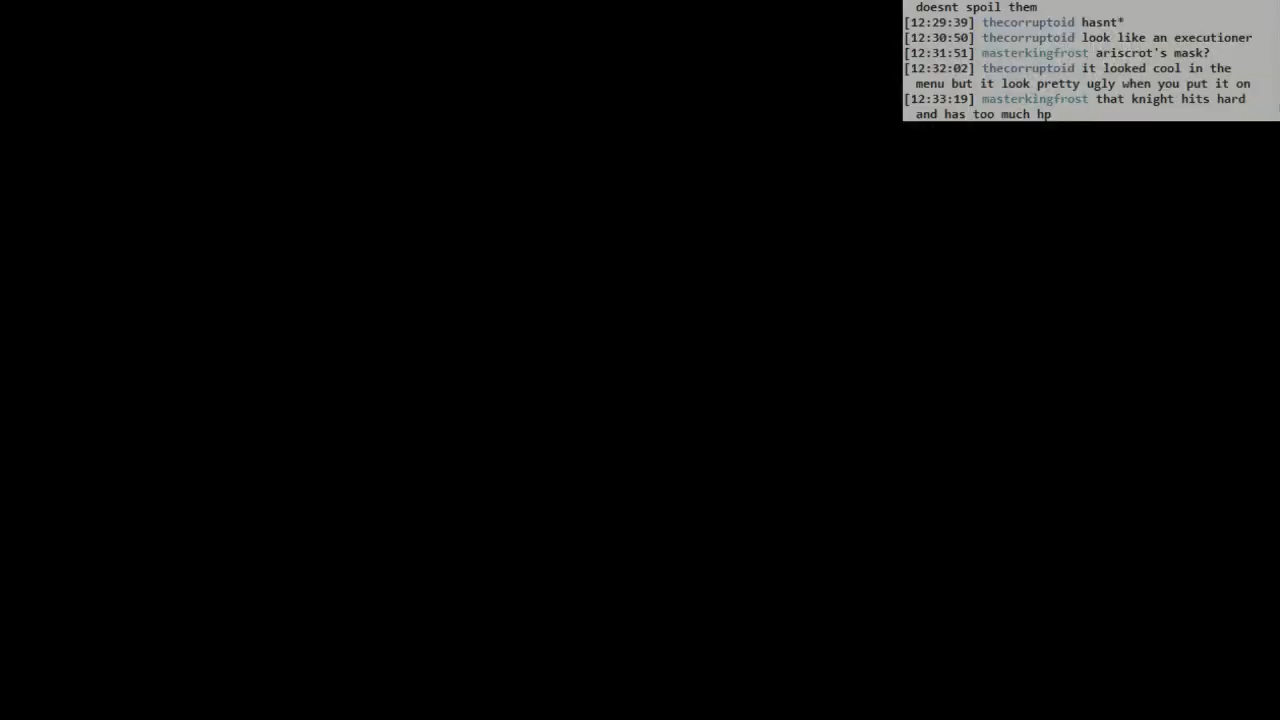 doesnt spoil them
[12:29:39] thecorruptoid hasnt*
[12:30:50] thecorruptoid look like an executioner
[12:31:51] masterkingfrost ariscrot's mask?
[12:32:02] thecorruptoid it looked cool in the
menu but it look pretty ugly when you put it on
[12:33:19] masterkingfrost that knight hits hard
and has too much hp